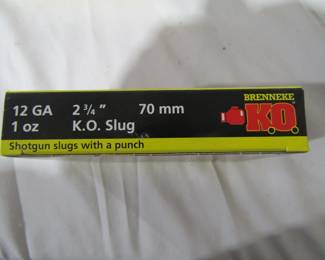 12 GA 2 ¾" 70 mm
1 oz K.O. Slug
BRENNEKE
K.O.
Shotgun slugs with a punch